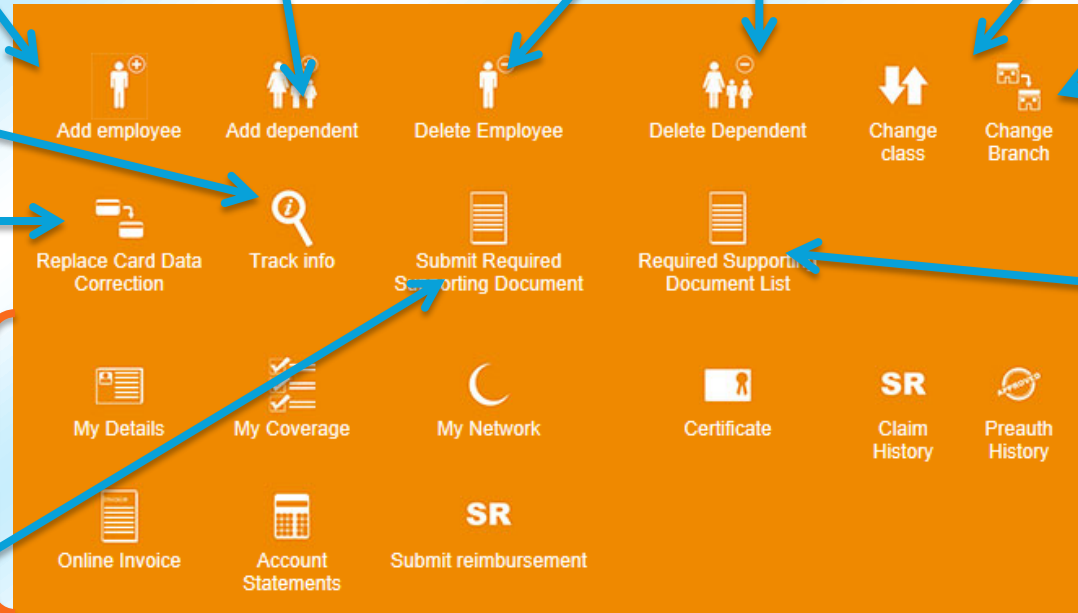 Add employee
Add dependent
Delete Employee
Delete Dependent
Change
class
Change
Branch
Replace Card Data
Correction
Track info
Submit Required
Supporting Document
Required Supporting
Document List
My Details
My Coverage
My Network
Certificate
SR
Claim
History
APPROVED
Preauth
History
INVOICE
Online Invoice
Account
Statements
SR
Submit reimbursement